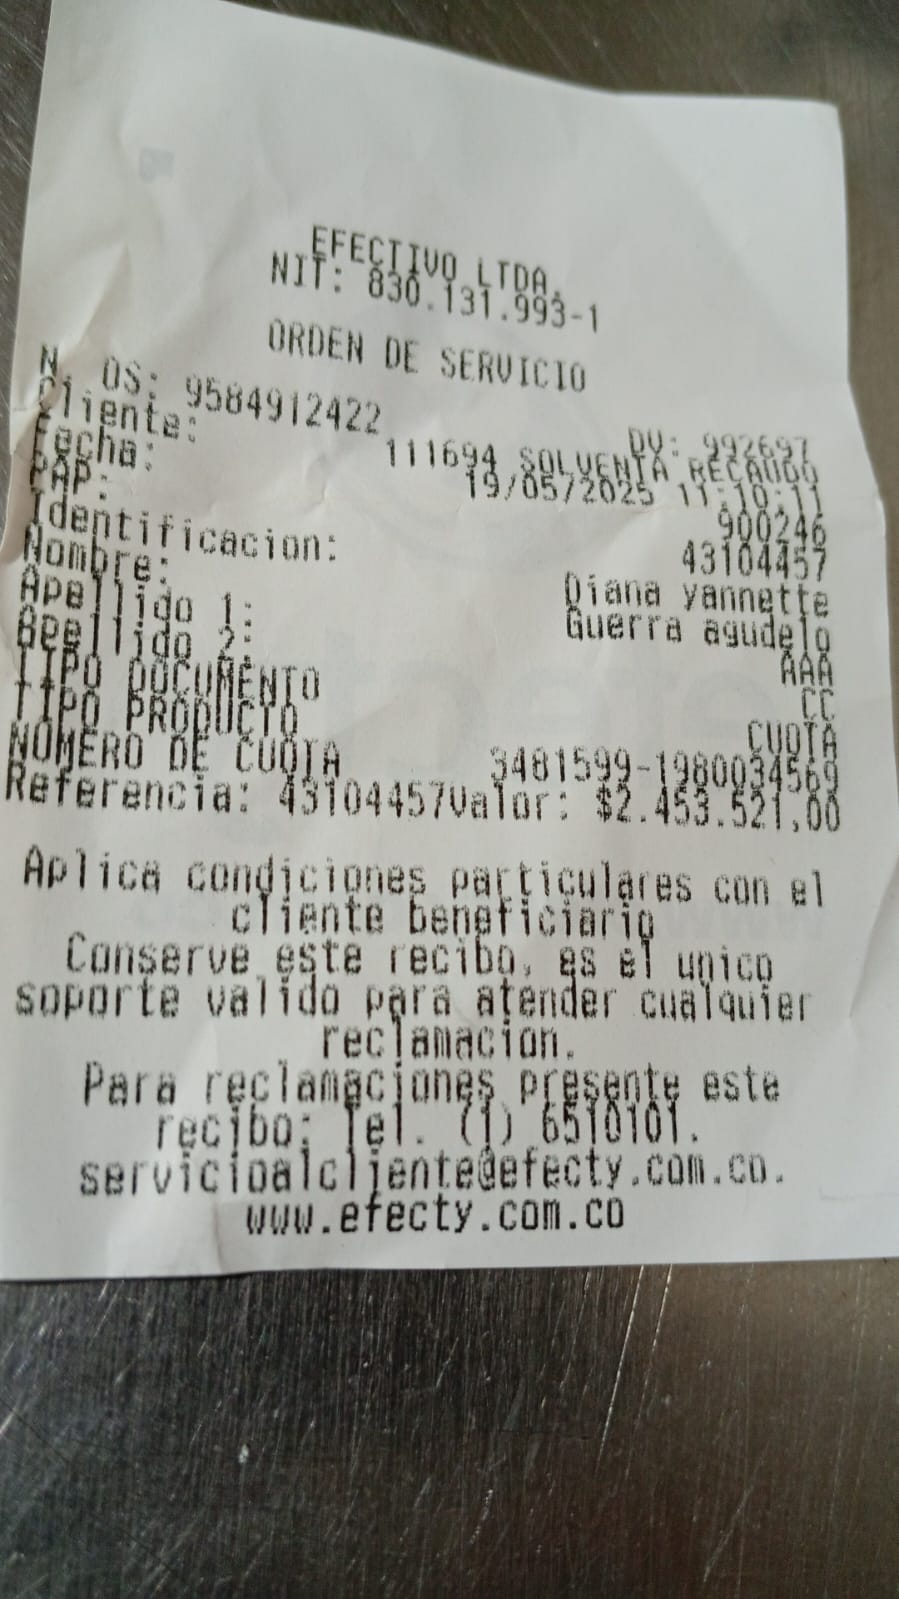 EFECTIVO LTDA.
NIT: 830.131.993-1
ORDEN DE SERVICIO
N. OS: 9584912422 DV: 992697
Cliente: 111694 SOLVENTA RECAUDO
Fecha: 19/05/2025 11:10:11
PAP: 900246
Identificacion: 43104457
Nombre: Diana yannette
Apellido 1: Guerra agudelo
Apellido 2: AAA
TIPO DOCUMENTO CC
TIPO PRODUCTO CUOTA
NUMERO DE CUOTA 3481599-1980034569
Referencia: 43104457Valor: $2.453.521,00
Aplica condiciones particulares con el
cliente beneficiario
Conserve este recibo, es el unico
soporte valido para atender cualquier
reclamacion.
Para reclamaciones presente este
recibo: Tel. (1) 6510101.
servicioalcliente@efecty.com.co.
www.efecty.com.co